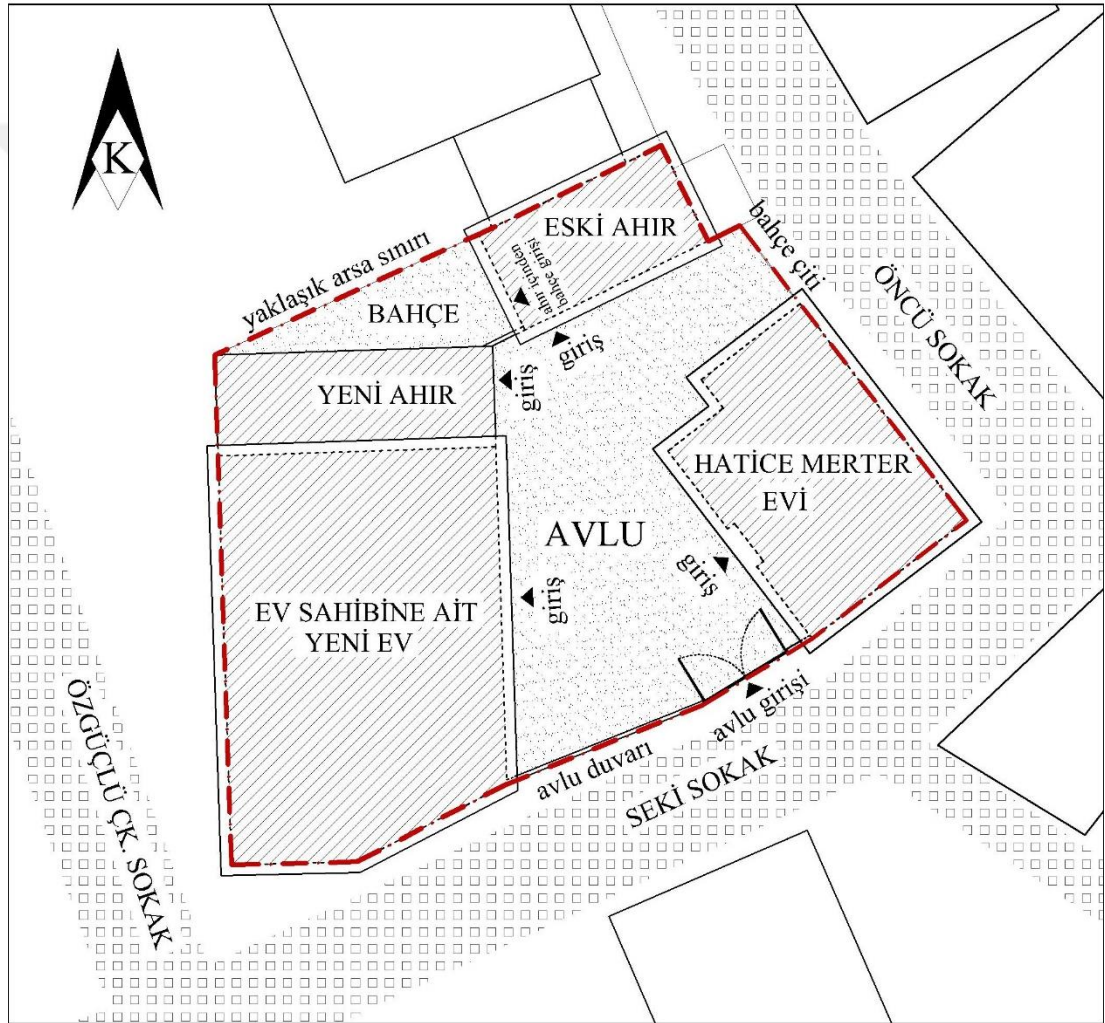 K
ESKİ AHIR
ahır içinden
bahçe girişi
yaklaşık arsa sınırı
bahçe çiti
ÖNCÜ SOKAK
BAHÇE
giriş
giriş
YENİ AHIR
HATİCE MERTER
EVİ
AVLU
giriş
giriş
EV SAHİBİNE AİT
YENİ EV
avlu girişi
avlu duvarı
SEKİ SOKAK
ÖZGÜÇLÜ ÇK. SOKAK